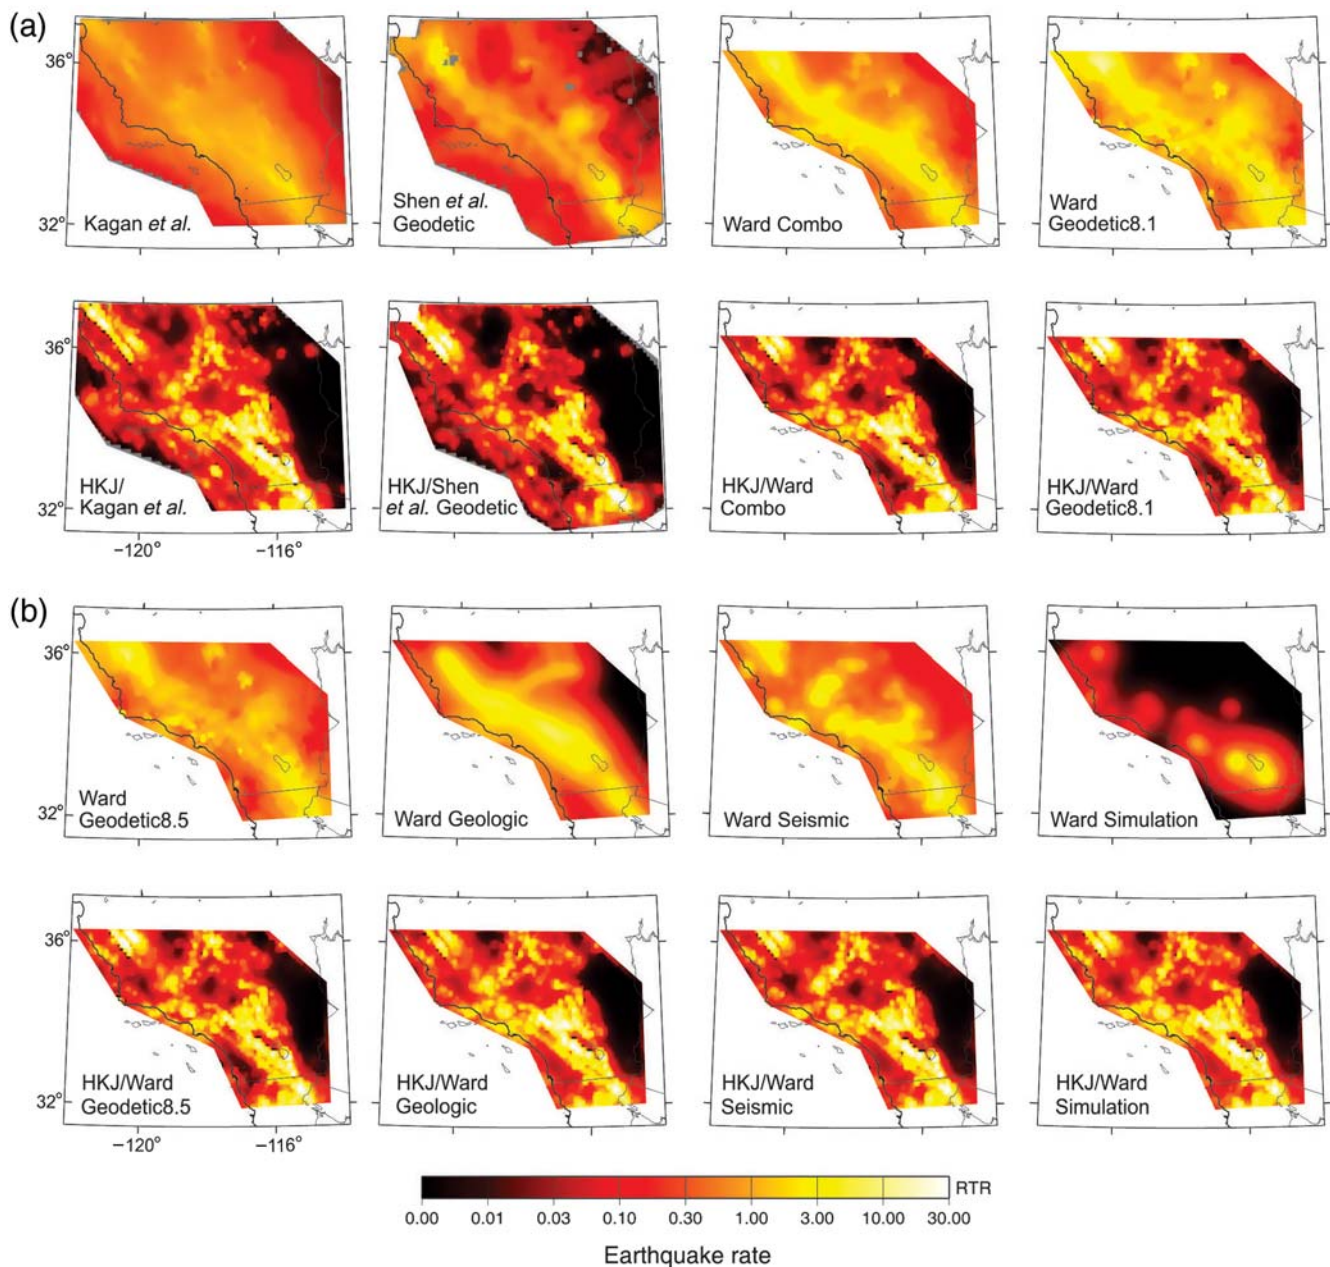 (a)
36°
32°
Kagan et al.
Shen et al.
Geodetic
Ward Combo
Ward
Geodetic8.1
36°
32°
HKJ/
Kagan et al.
HKJ/Shen
et al. Geodetic
HKJ/Ward
Combo
HKJ/Ward
Geodetic8.1
−120° −116°
(b)
36°
32°
Ward
Geodetic8.5
Ward Geologic
Ward Seismic
Ward Simulation
36°
32°
HKJ/Ward
Geodetic8.5
HKJ/Ward
Geologic
HKJ/Ward
Seismic
HKJ/Ward
Simulation
−120° −116°
RTR
0.00 0.01 0.03 0.10 0.30 1.00 3.00 10.00 30.00
Earthquake rate